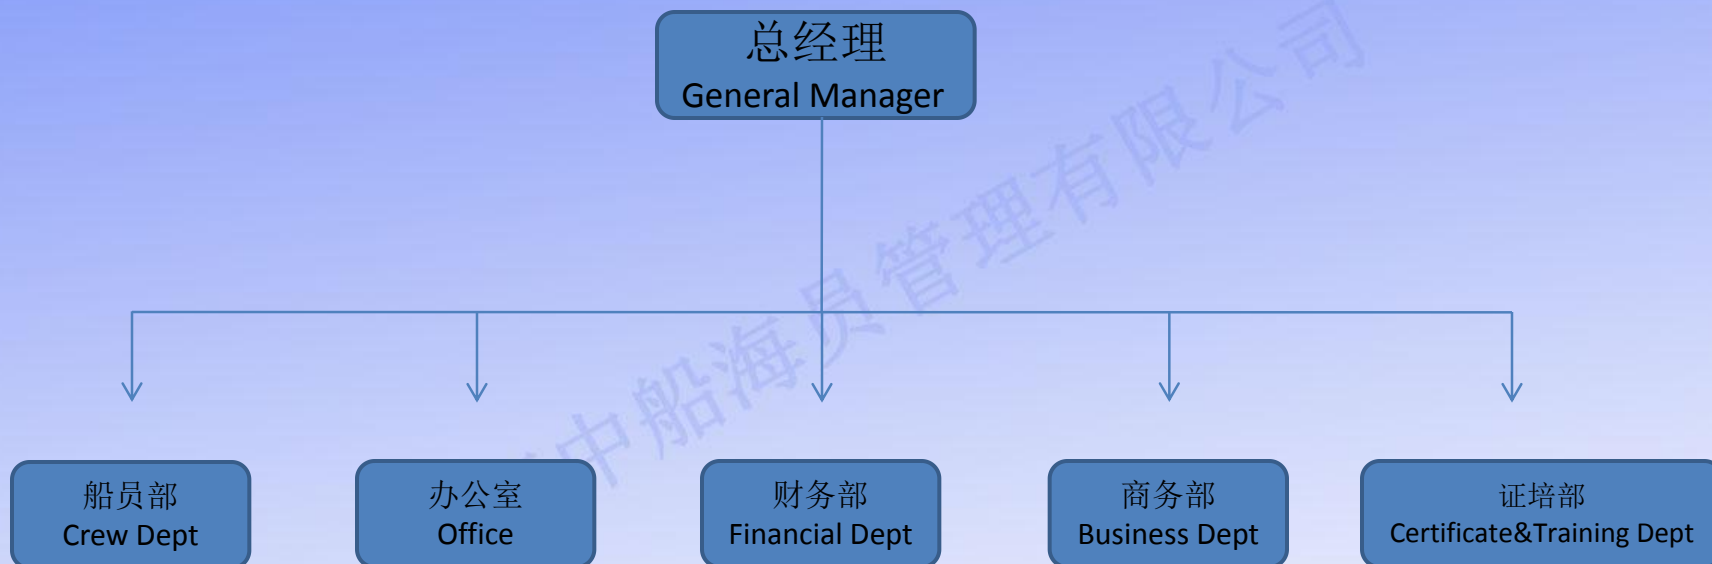 总经理
General Manager
中船海员管理有限公司
船员部
Crew Dept
办公室
Office
财务部
Financial Dept
商务部
Business Dept
证培部
Certificate&Training Dept